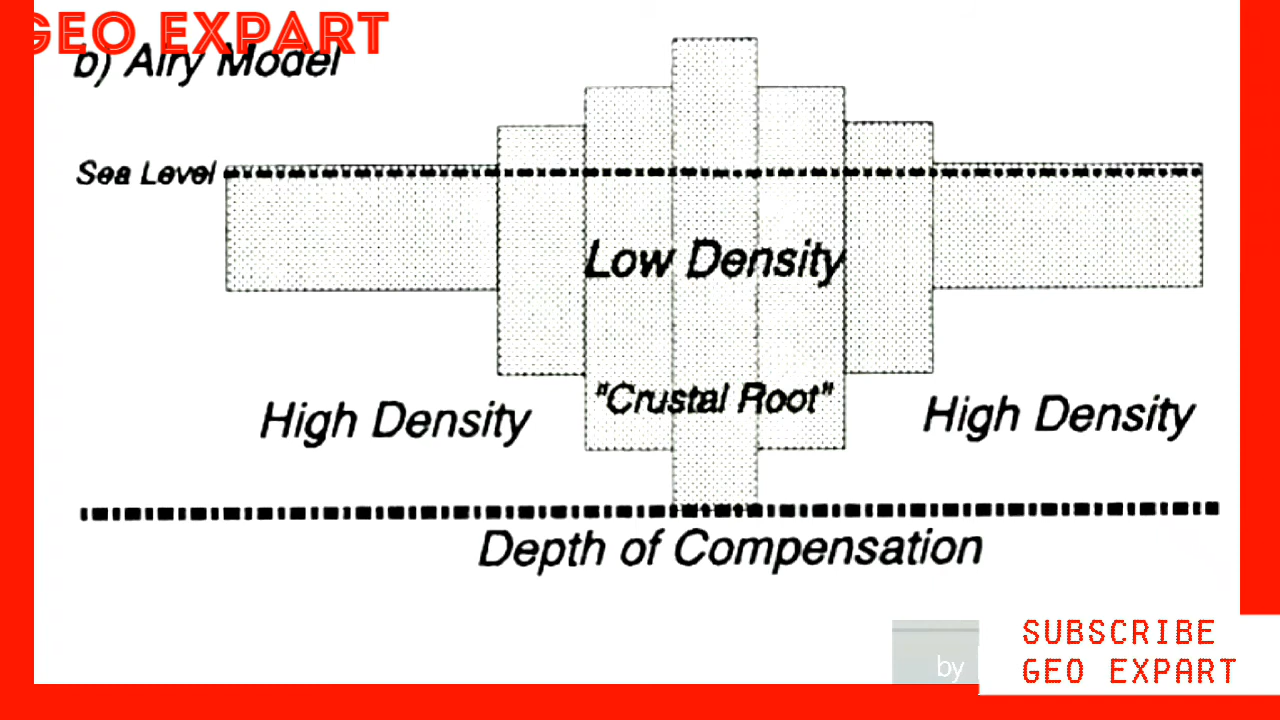 GEO EXPART
b) Airy Model
Sea Level
Low Density
"Crustal Root"
High Density
High Density
Depth of Compensation
by
SUBSCRIBE
GEO EXPART